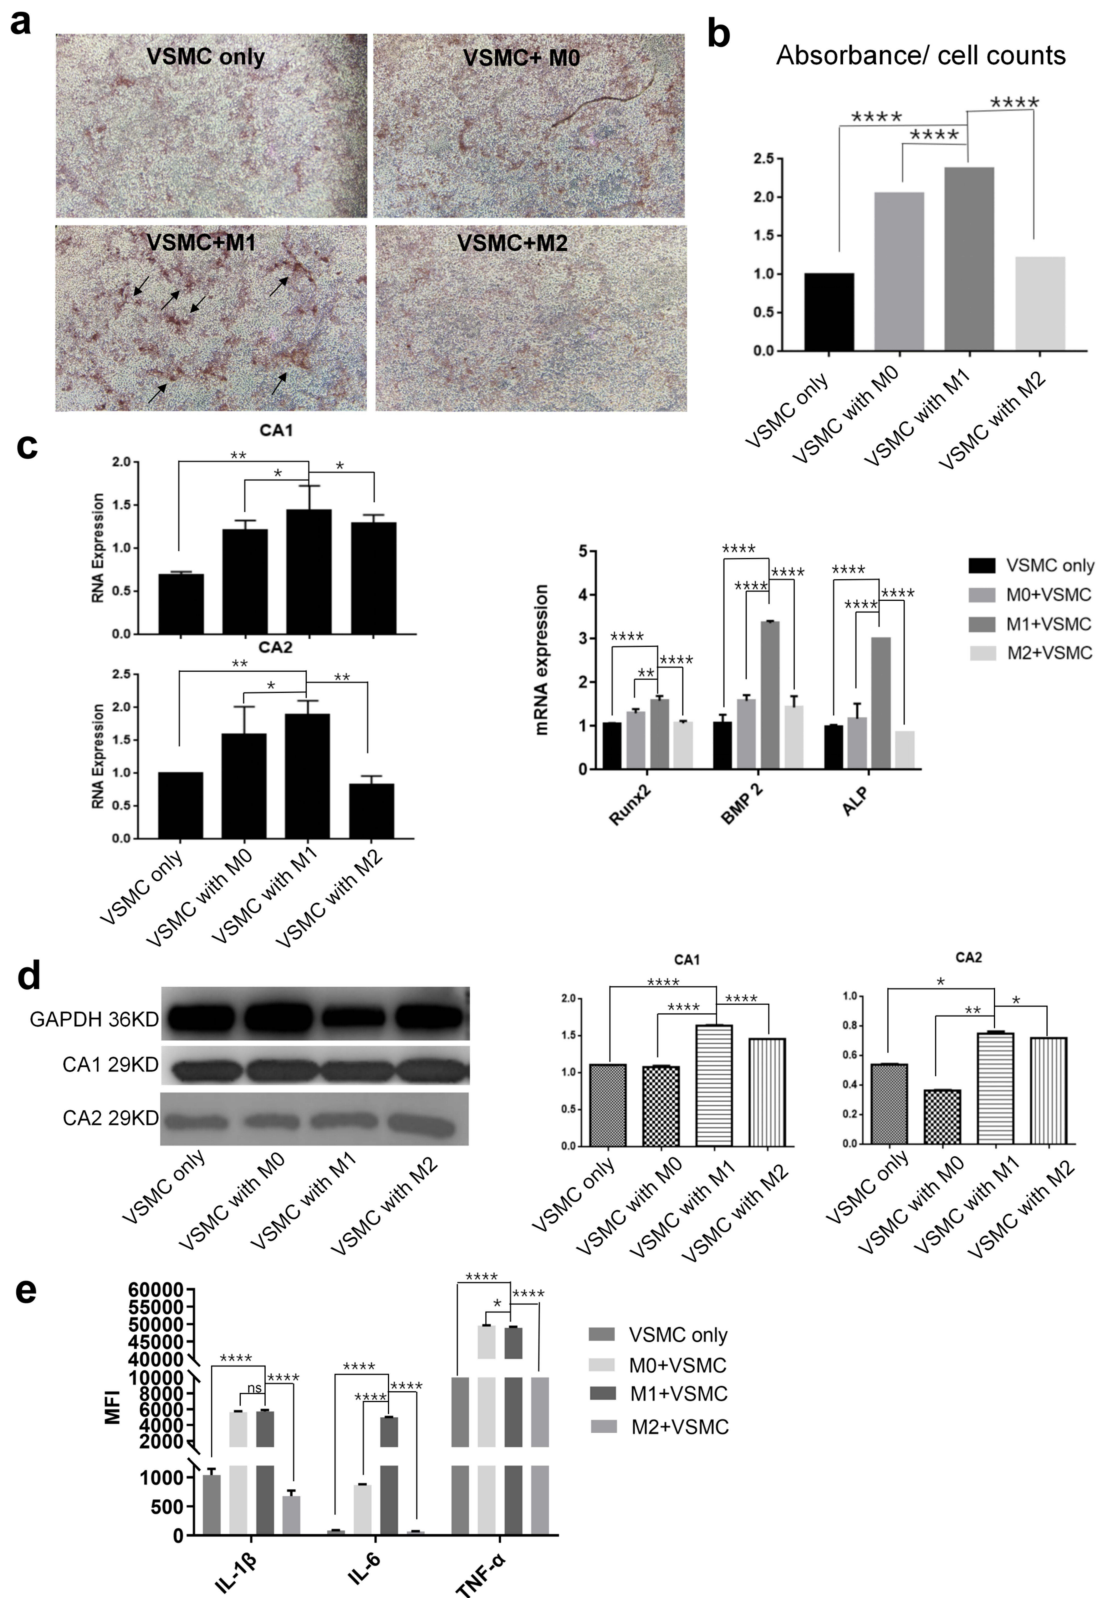 a
VSMC only
VSMC+ M0
VSMC+M1
VSMC+M2
b
Absorbance/ cell counts
****
****
****
2.5
2.0
1.5
1.0
0.5
0.0
VSMC only
VSMC with M0
VSMC with M1
VSMC with M2
c
CA1
RNA Expression
2.0
1.5
1.0
0.5
0.0
**
*
*
CA2
RNA Expression
2.5
2.0
1.5
1.0
0.5
0.0
**
*
**
VSMC only
VSMC with M0
VSMC with M1
VSMC with M2
mRNA expression
5
4
3
2
1
0
****
**
****
****
****
****
****
****
****
Runx2
BMP 2
ALP
VSMC only
M0+VSMC
M1+VSMC
M2+VSMC
d
GAPDH 36KD
CA1 29KD
CA2 29KD
VSMC only
VSMC with M0
VSMC with M1
VSMC with M2
CA1
2.0
1.5
1.0
0.5
0.0
****
****
****
VSMC only
VSMC with M0
VSMC with M1
VSMC with M2
CA2
1.0
0.8
0.6
0.4
0.2
0.0
*
**
*
VSMC only
VSMC with M0
VSMC with M1
VSMC with M2
e
MFI
60000
55000
50000
45000
40000
10000
8000
6000
4000
2000
1000
500
0
****
ns
****
****
****
****
****
*
****
IL-1β
IL-6
TNF-α
VSMC only
M0+VSMC
M1+VSMC
M2+VSMC